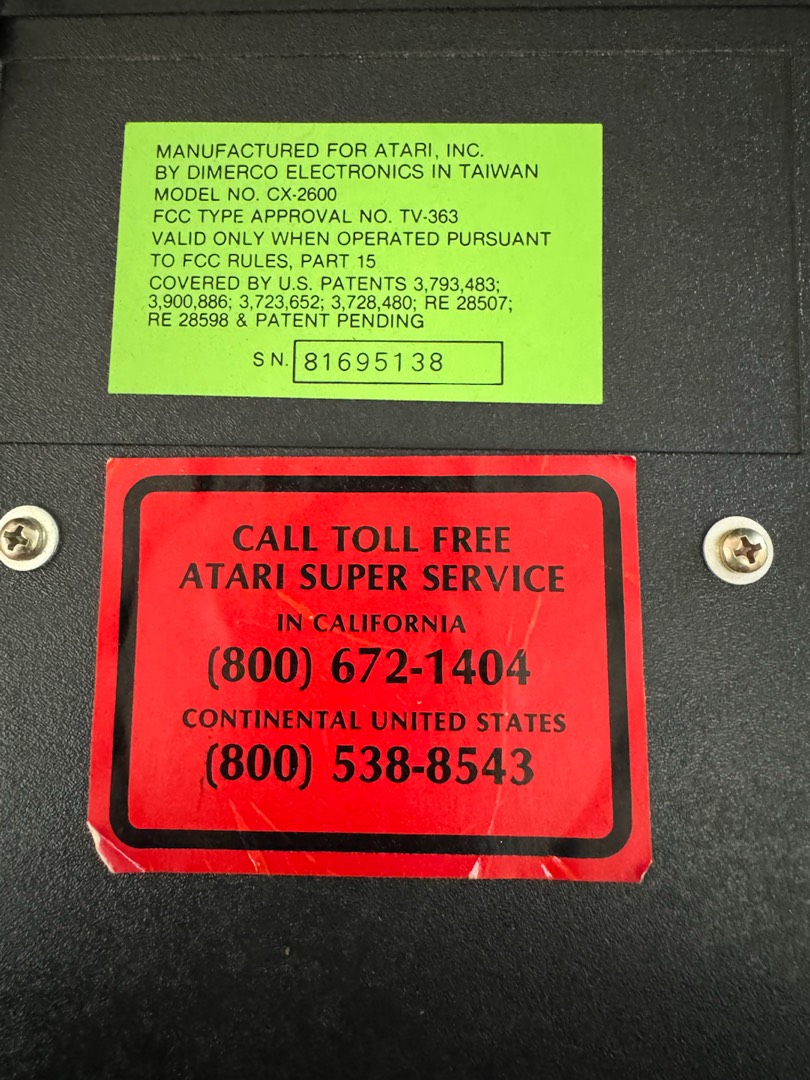 MANUFACTURED FOR ATARI, INC.
BY DIMERCO ELECTRONICS IN TAIWAN
MODEL NO. CX-2600
FCC TYPE APPROVAL NO. TV-363
VALID ONLY WHEN OPERATED PURSUANT
TO FCC RULES, PART 15
COVERED BY U.S. PATENTS 3,793,483;
3,900,886; 3,723,652; 3,728,480; RE 28507;
RE 28598 & PATENT PENDING
S N. 81695138
CALL TOLL FREE
ATARI SUPER SERVICE
IN CALIFORNIA
(800) 672-1404
CONTINENTAL UNITED STATES
(800) 538-8543